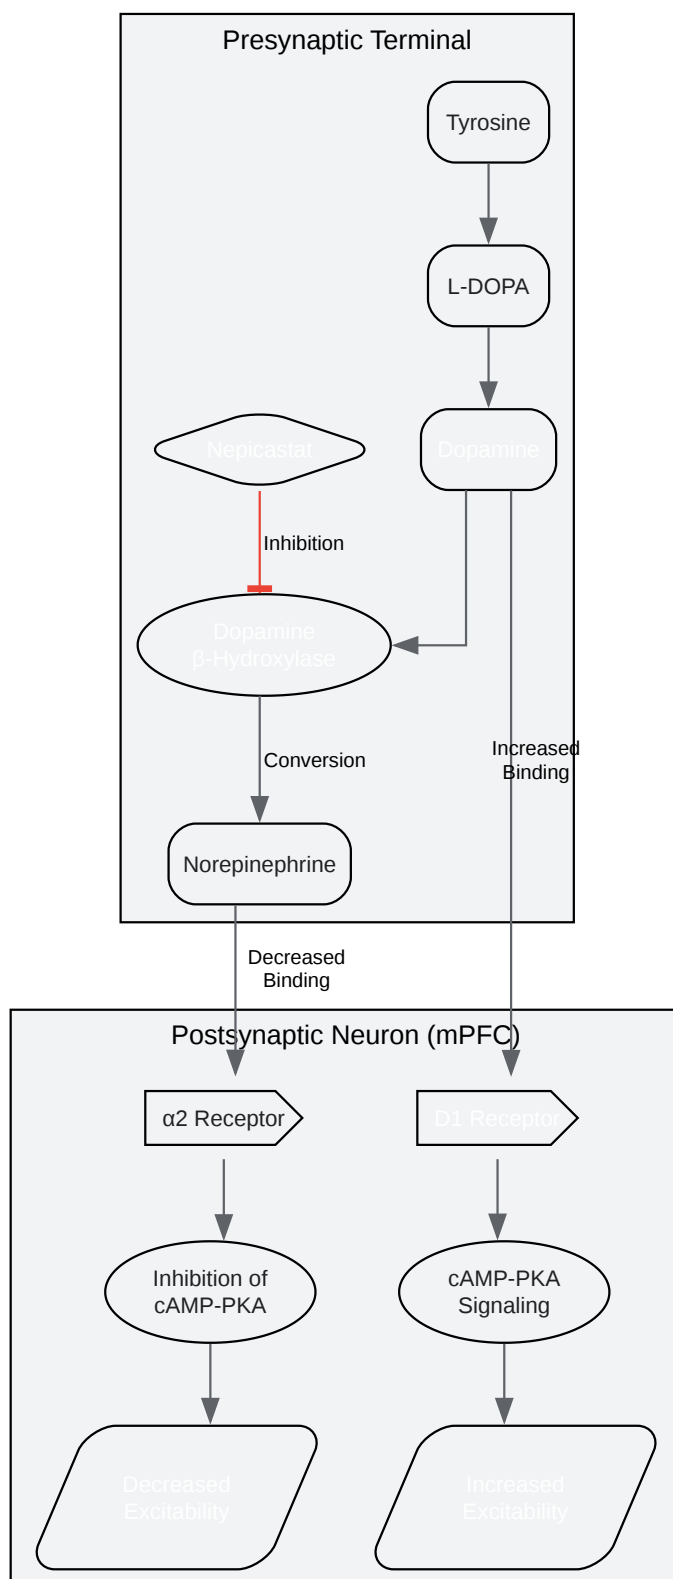 Presynaptic Terminal
Tyrosine
L-DOPA
Nepicastat
Dopamine
Inhibition
Dopamine
β-Hydroxylase
Increased
Binding
Conversion
Norepinephrine
Decreased
Binding
Postsynaptic Neuron (mPFC)
α2 Receptor
D1 Receptor
Inhibition of
cAMP-PKA
cAMP-PKA
Signaling
Decreased
Excitability
Increased
Excitability